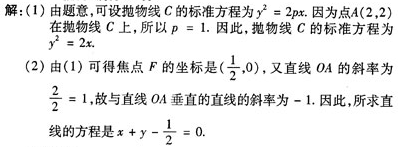 解:(1) 由题意,可设抛物线 C 的标准方程为 y² = 2px. 因为点A(2,2)
在抛物线 C 上,所以 p = 1. 因此,抛物线 C 的标准方程为
y² = 2x.
(2) 由(1) 可得焦点 F 的坐标是(1/2,0),又直线 OA 的斜率为
2/2 = 1,故与直线 OA 垂直的直线的斜率为 - 1. 因此,所求直
线的方程是 x + y - 1/2 = 0.